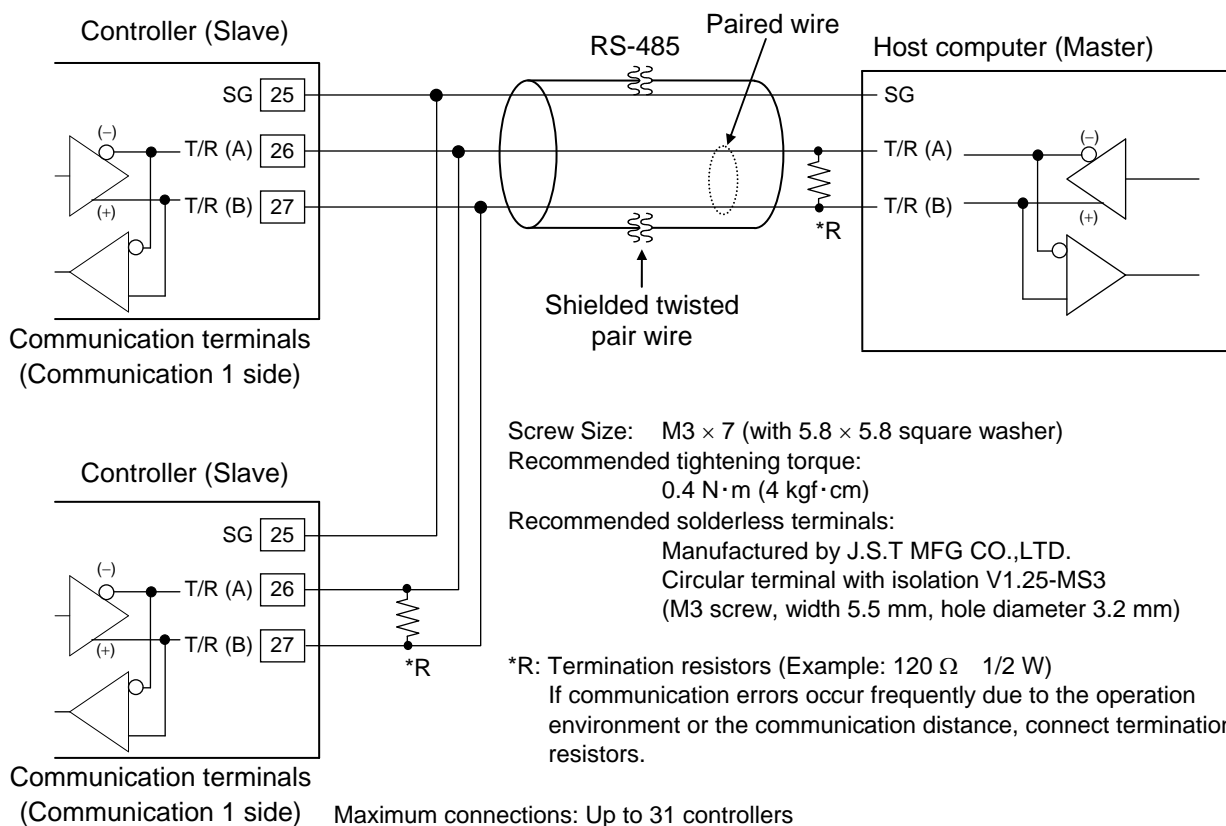 Controller (Slave)
RS-485
Paired wire
Host computer (Master)
SG 25
SG
(−)
T/R (A) 26
T/R (A)
(−)
(+)
T/R (B) 27
T/R (B)
(+)
*R
Shielded twisted
pair wire
Communication terminals
(Communication 1 side)
Screw Size: M3 × 7 (with 5.8 × 5.8 square washer)
Recommended tightening torque:
0.4 N·m (4 kgf·cm)
Recommended solderless terminals:
Manufactured by J.S.T MFG CO.,LTD.
Circular terminal with isolation V1.25-MS3
(M3 screw, width 5.5 mm, hole diameter 3.2 mm)
Controller (Slave)
SG 25
(−)
T/R (A) 26
(+)
T/R (B) 27
*R
*R: Termination resistors (Example: 120 Ω 1/2 W)
If communication errors occur frequently due to the operation
environment or the communication distance, connect termination
resistors.
Communication terminals
(Communication 1 side)
Maximum connections: Up to 31 controllers